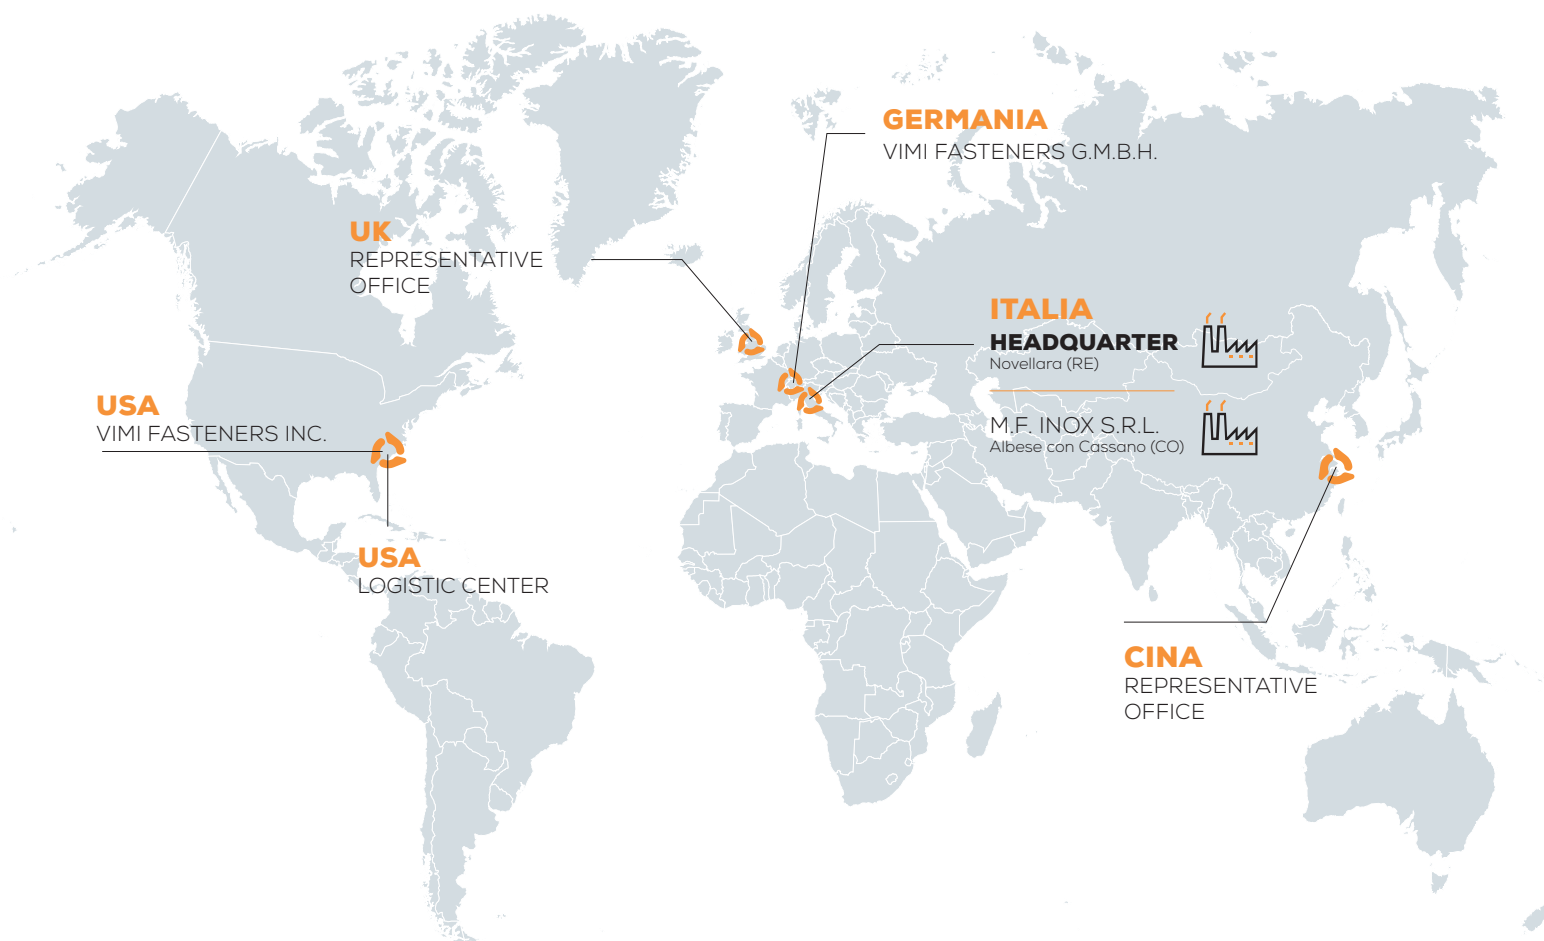 GERMANIA
VIMI FASTENERS G.M.B.H.
UK
REPRESENTATIVE
OFFICE
ITALIA
HEADQUARTER
Novellara (RE)
M.F. INOX S.R.L.
Albese con Cassano (CO)
USA
VIMI FASTENERS INC.
USA
LOGISTIC CENTER
CINA
REPRESENTATIVE
OFFICE